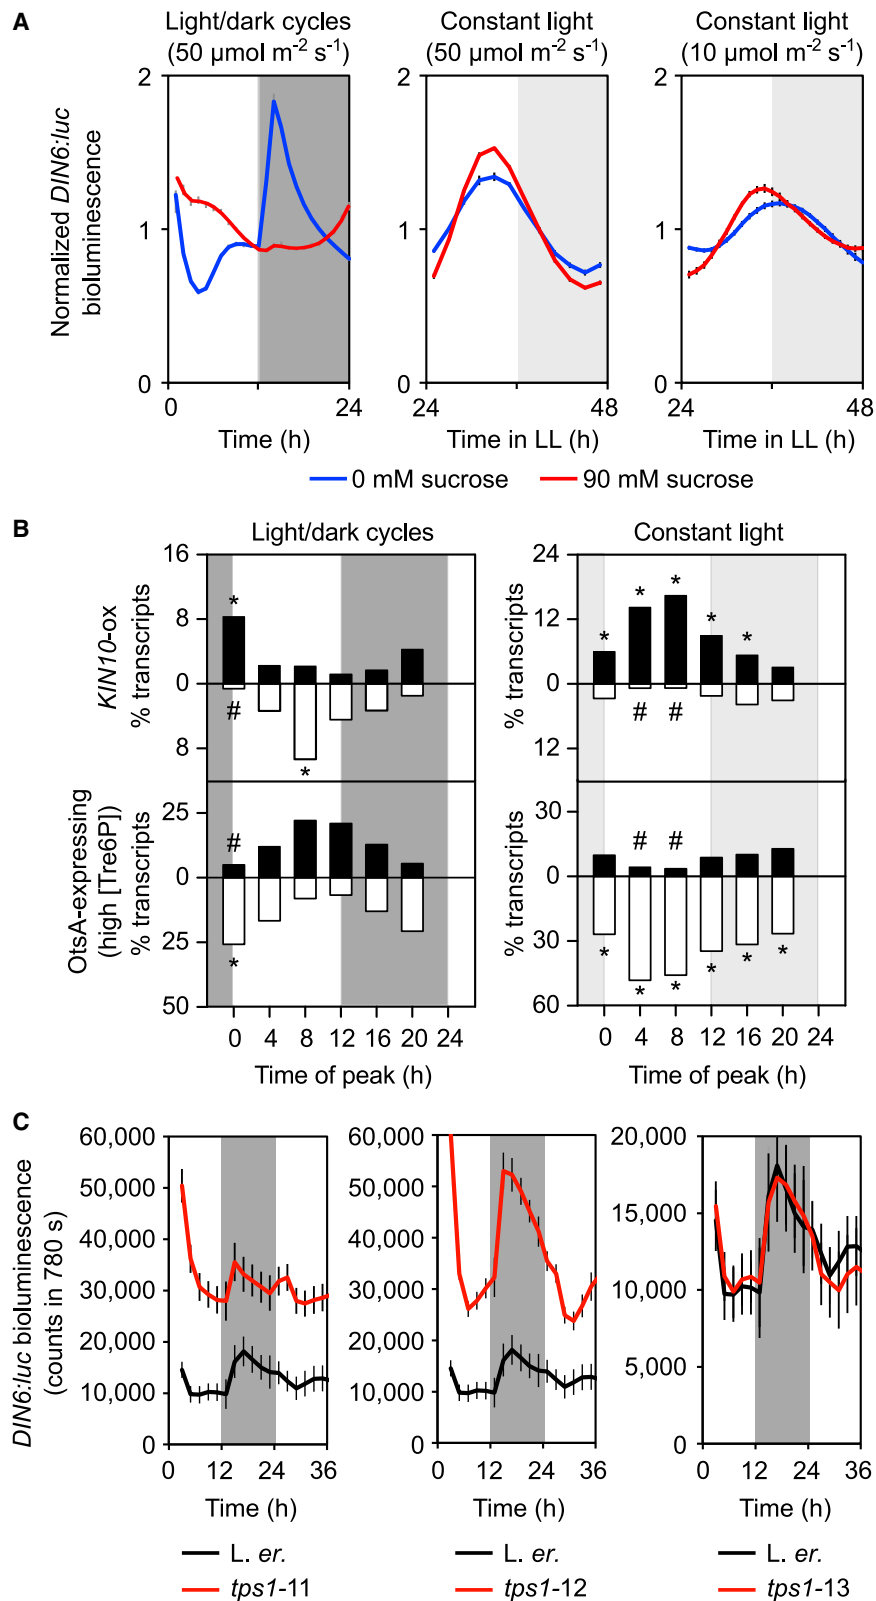 A
Light/dark cycles
(50 µmol m-2 s-1)
Constant light
(50 µmol m-2 s-1)
Constant light
(10 µmol m-2 s-1)
Normalized DIN6:luc
bioluminescence
2
1
0
0
24
Time (h)
2
1
0
24
48
Time in LL (h)
2
1
0
24
48
Time in LL (h)
0 mM sucrose
90 mM sucrose
B
Light/dark cycles
Constant light
KIN10-ox
% transcripts
16
8
0
8
*
#
*
% transcripts
24
12
0
12
*
*
*
*
*
#
#
OtsA-expressing
(high [Tre6P])
% transcripts
25
0
25
50
#
*
0
4
8
12
16
20
24
Time of peak (h)
% transcripts
30
0
30
60
#
#
*
*
*
*
*
*
0
4
8
12
16
20
24
Time of peak (h)
C
DIN6:luc bioluminescence
(counts in 780 s)
60,000
50,000
40,000
30,000
20,000
10,000
0
0
12
24
36
Time (h)
L. er.
tps1-11
60,000
50,000
40,000
30,000
20,000
10,000
0
0
12
24
36
Time (h)
L. er.
tps1-12
20,000
15,000
10,000
5,000
0
0
12
24
36
Time (h)
L. er.
tps1-13